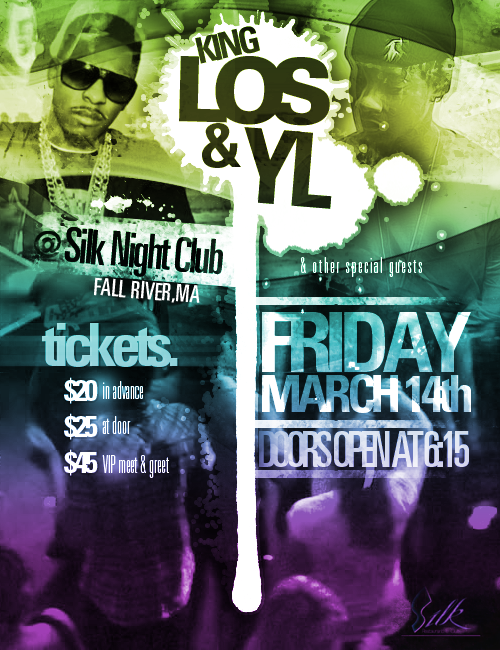 KING
LOS
& YL
@ Silk Night Club
FALL RIVER, MA
& other special guests
tickets.
$20 in advance
$25 at door
$45 VIP meet & greet
FRIDAY
MARCH 14th
DOORS OPEN AT 6:15
Silk